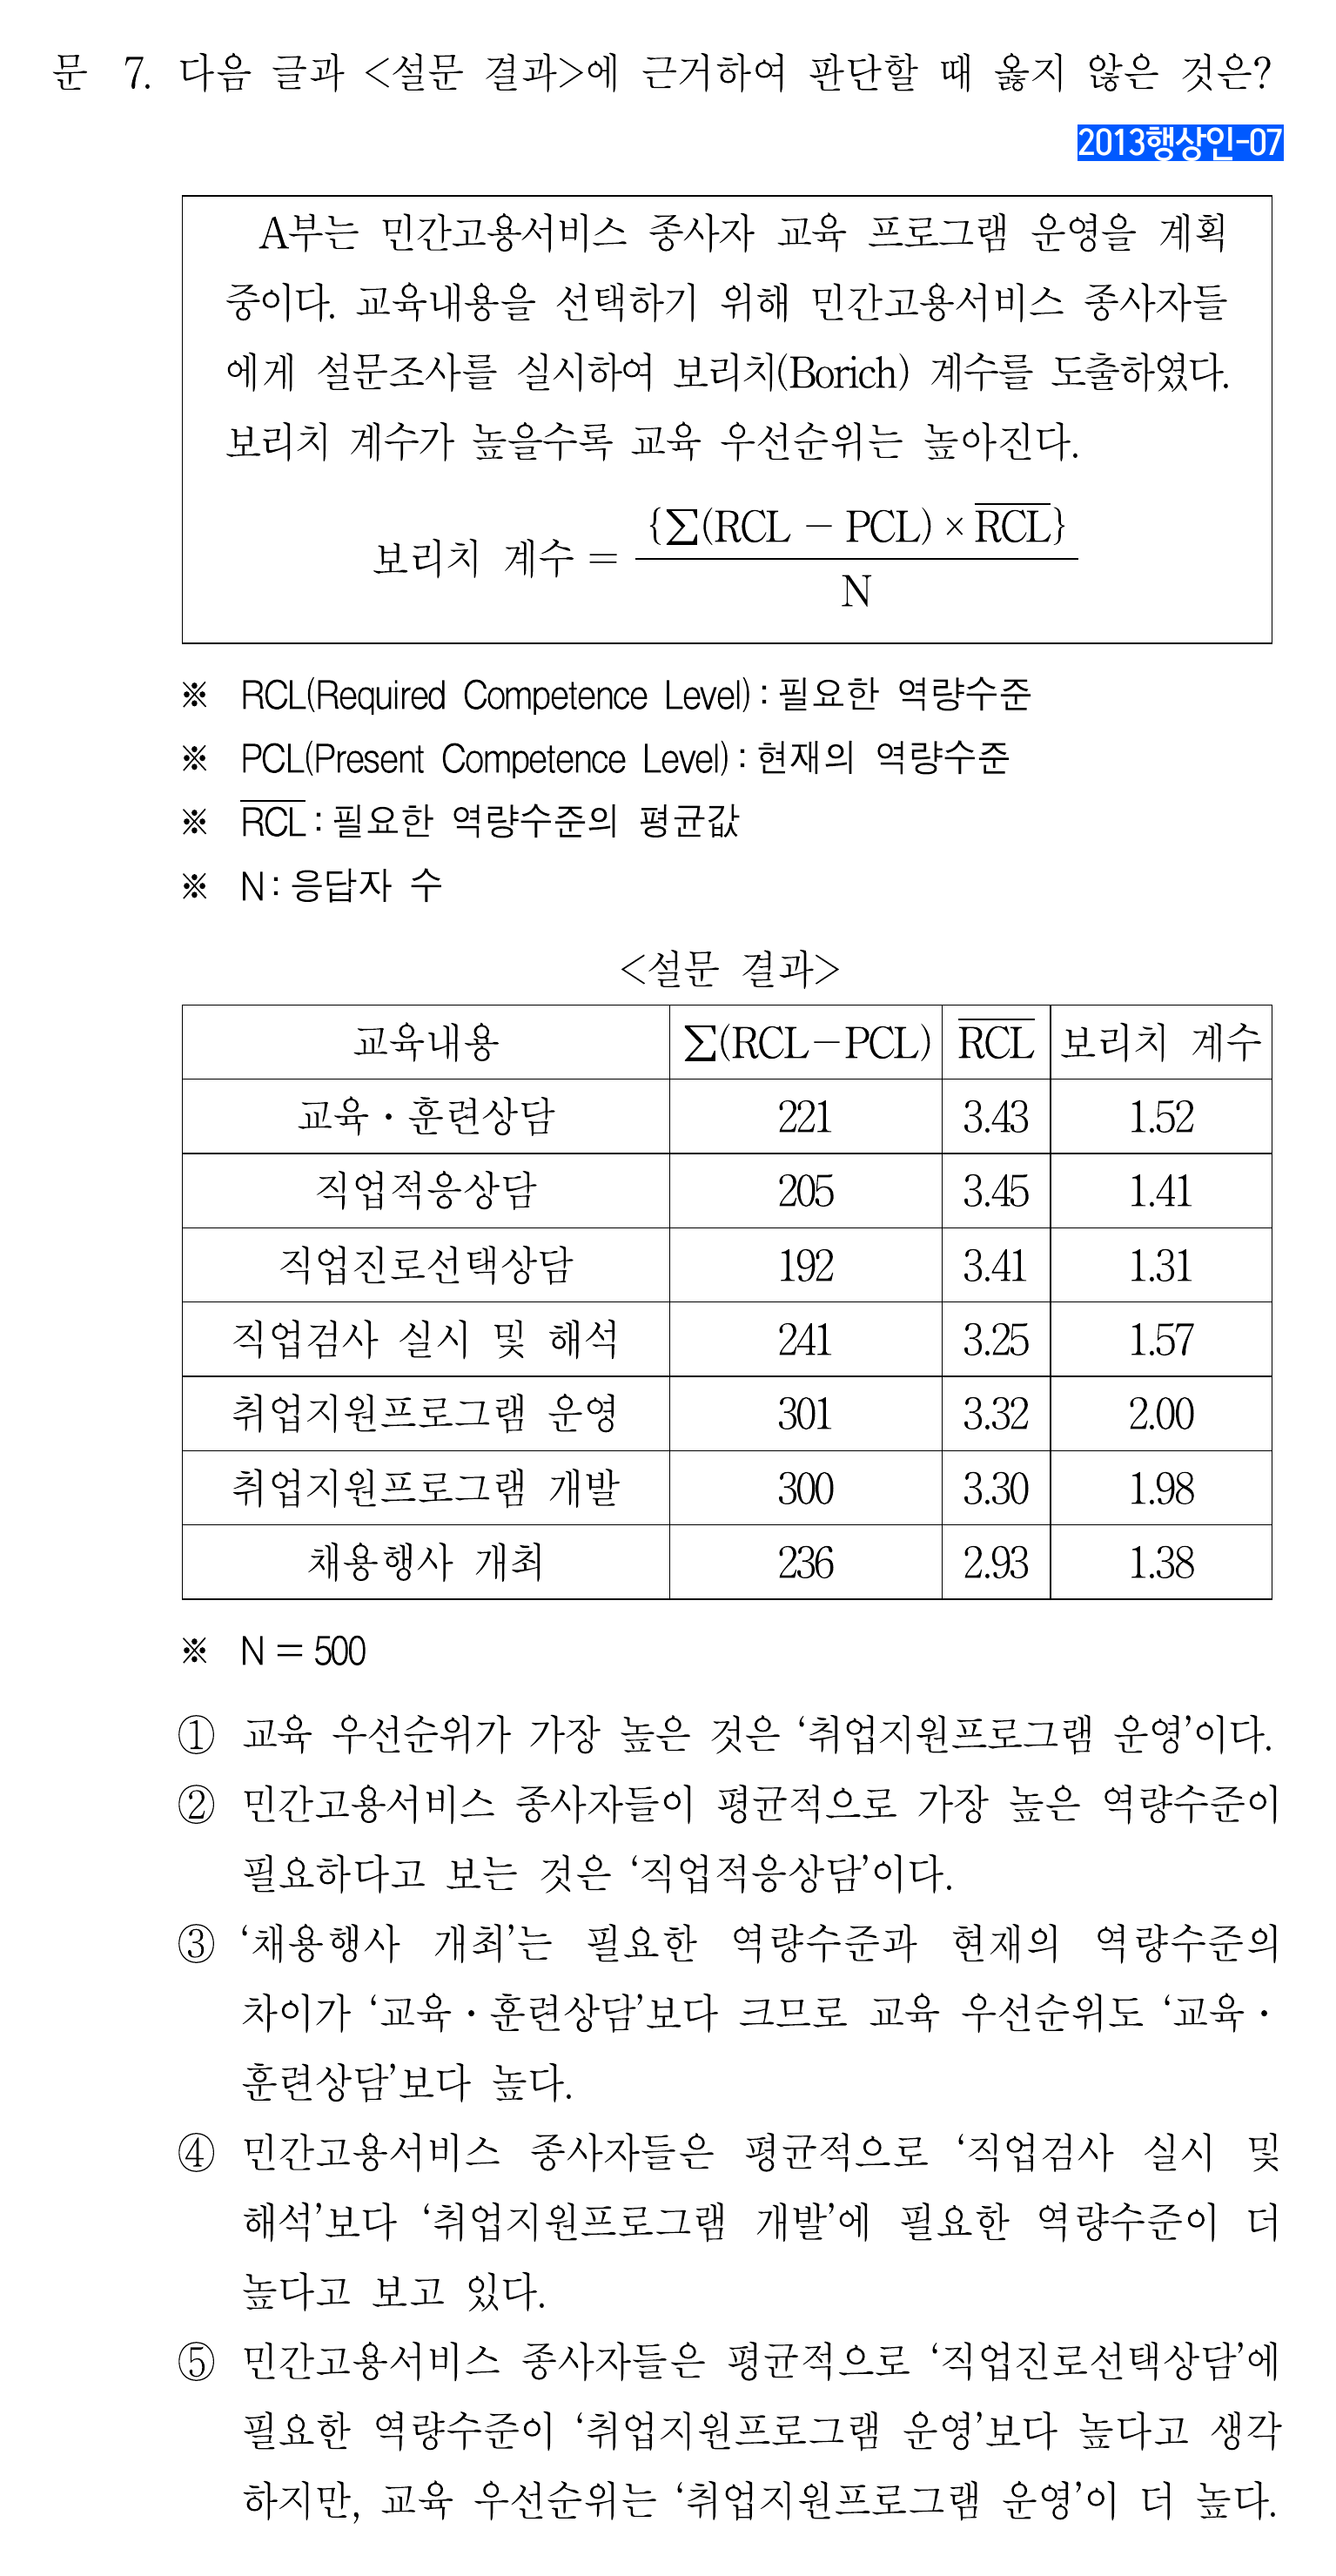 문 7. 다음 글과 <설문 결과>에 근거하여 판단할 때 옳지 않은 것은?
2013행상인-07
A부는 민간고용서비스 종사자 교육 프로그램 운영을 계획
중이다. 교육내용을 선택하기 위해 민간고용서비스 종사자들
에게 설문조사를 실시하여 보리치(Borich) 계수를 도출하였다.
보리치 계수가 높을수록 교육 우선순위는 높아진다.
보리치 계수 = {∑(RCL − PCL) × R̅C̅L̅} / N
※ RCL(Required Competence Level) : 필요한 역량수준
※ PCL(Present Competence Level) : 현재의 역량수준
※ R̅C̅L̅ : 필요한 역량수준의 평균값
※ N : 응답자 수
<설문 결과>
교육내용 ∑(RCL−PCL) R̅C̅L̅ 보리치 계수
교육・훈련상담 221 3.43 1.52
직업적응상담 205 3.45 1.41
직업진로선택상담 192 3.41 1.31
직업검사 실시 및 해석 241 3.25 1.57
취업지원프로그램 운영 301 3.32 2.00
취업지원프로그램 개발 300 3.30 1.98
채용행사 개최 236 2.93 1.38
※ N = 500
① 교육 우선순위가 가장 높은 것은 ‘취업지원프로그램 운영’이다.
② 민간고용서비스 종사자들이 평균적으로 가장 높은 역량수준이
필요하다고 보는 것은 ‘직업적응상담’이다.
③ ‘채용행사 개최’는 필요한 역량수준과 현재의 역량수준의
차이가 ‘교육・훈련상담’보다 크므로 교육 우선순위도 ‘교육・
훈련상담’보다 높다.
④ 민간고용서비스 종사자들은 평균적으로 ‘직업검사 실시 및
해석’보다 ‘취업지원프로그램 개발’에 필요한 역량수준이 더
높다고 보고 있다.
⑤ 민간고용서비스 종사자들은 평균적으로 ‘직업진로선택상담’에
필요한 역량수준이 ‘취업지원프로그램 운영’보다 높다고 생각
하지만, 교육 우선순위는 ‘취업지원프로그램 운영’이 더 높다.